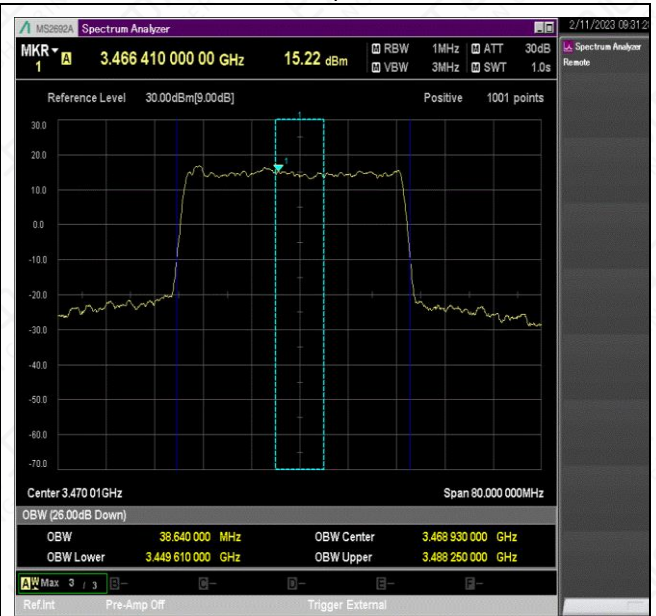 MS2692A Spectrum Analyzer 2/11/2023 09:31:2
MKR 1 A 3.466 410 000 00 GHz 15.22 dBm M RBW 1MHz M ATT 30dB
M VBW 3MHz M SWT 1.0s
Spectrum Analyzer
Remote
Reference Level 30.00dBm[9.00dB] Positive 1001 points
1
30.0
20.0
1
10.0
0.0
-10.0
-20.0
-30.0
-40.0
-50.0
-60.0
-70.0
Center 3.470 01GHz Span 80.000 000MHz
OBW (26.00dB Down)
OBW 38.640 000 MHz OBW Center 3.468 930 000 GHz
OBW Lower 3.449 610 000 GHz OBW Upper 3.488 250 000 GHz
A W Max 3 / 3 B- C- D- E- F-
Ref.Int Pre-Amp Off Trigger External